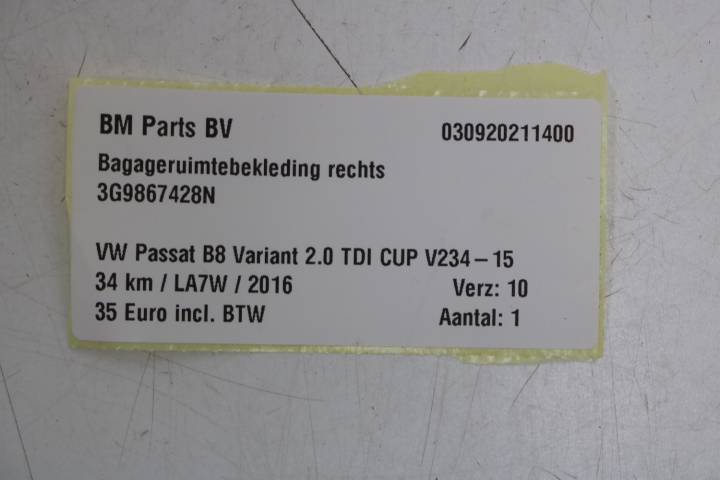 BM Parts BV 030920211400
Bagageruimtebekleding rechts
3G9867428N
VW Passat B8 Variant 2.0 TDI CUP V234-15
34 km / LA7W / 2016 Verz: 10
35 Euro incl. BTW Aantal: 1